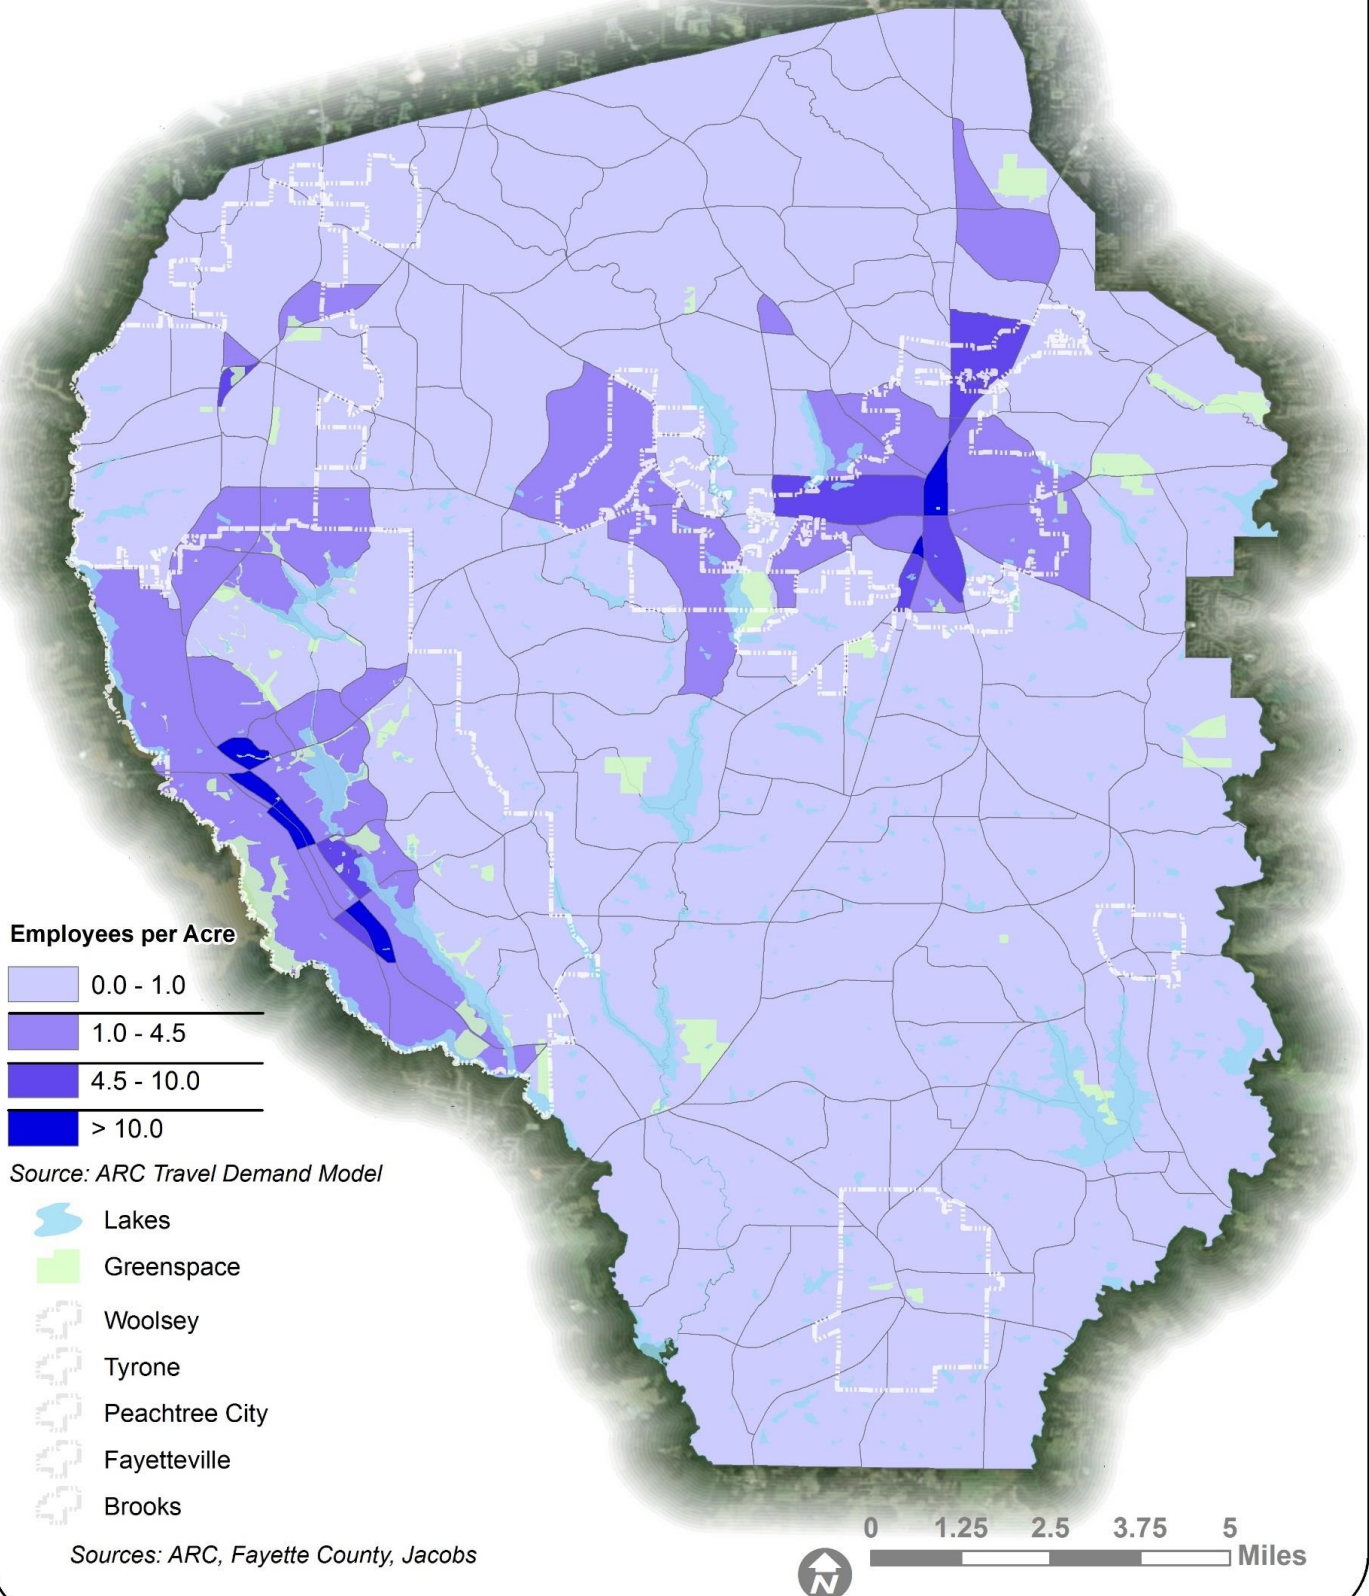 Employees per Acre
0.0 - 1.0
1.0 - 4.5
4.5 - 10.0
> 10.0
Source: ARC Travel Demand Model
Lakes
Greenspace
Woolsey
Tyrone
Peachtree City
Fayetteville
Brooks
Sources: ARC, Fayette County, Jacobs
N
0 1.25 2.5 3.75 5
Miles